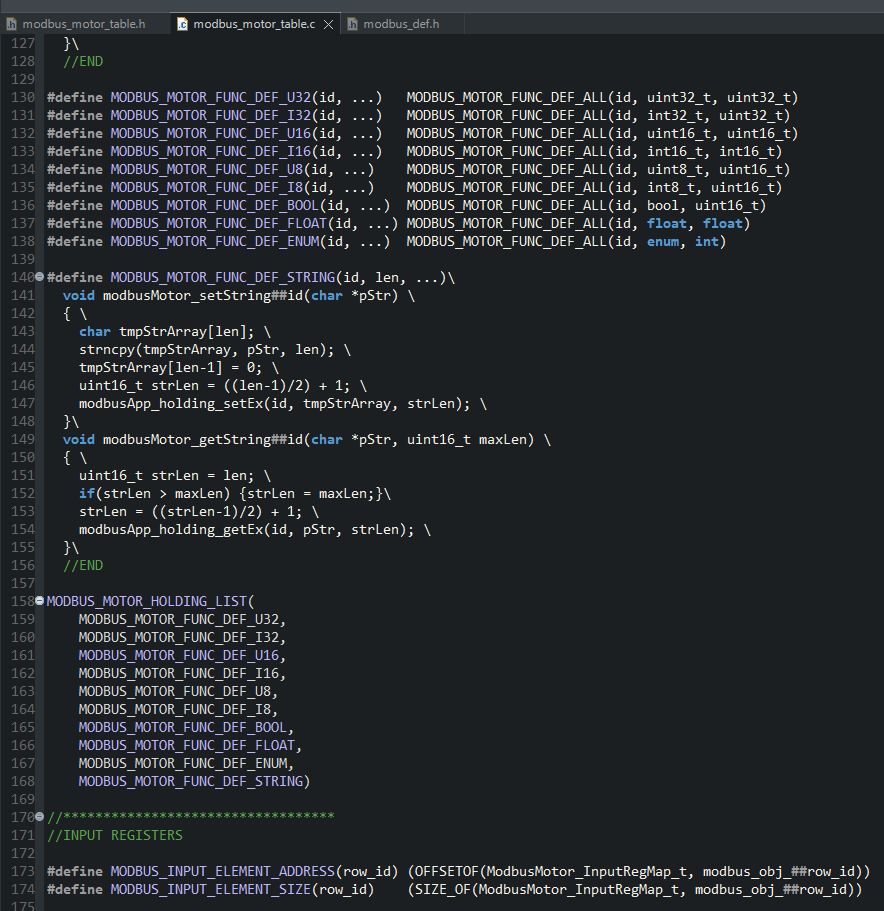 modbus_motor_table.h modbus_motor_table.c modbus_def.h
127 }\
128 //END
129
130 #define MODBUS_MOTOR_FUNC_DEF_U32(id, ...) MODBUS_MOTOR_FUNC_DEF_ALL(id, uint32_t, uint32_t)
131 #define MODBUS_MOTOR_FUNC_DEF_I32(id, ...) MODBUS_MOTOR_FUNC_DEF_ALL(id, int32_t, uint32_t)
132 #define MODBUS_MOTOR_FUNC_DEF_U16(id, ...) MODBUS_MOTOR_FUNC_DEF_ALL(id, uint16_t, uint16_t)
133 #define MODBUS_MOTOR_FUNC_DEF_I16(id, ...) MODBUS_MOTOR_FUNC_DEF_ALL(id, int16_t, int16_t)
134 #define MODBUS_MOTOR_FUNC_DEF_U8(id, ...) MODBUS_MOTOR_FUNC_DEF_ALL(id, uint8_t, uint16_t)
135 #define MODBUS_MOTOR_FUNC_DEF_I8(id, ...) MODBUS_MOTOR_FUNC_DEF_ALL(id, int8_t, uint16_t)
136 #define MODBUS_MOTOR_FUNC_DEF_BOOL(id, ...) MODBUS_MOTOR_FUNC_DEF_ALL(id, bool, uint16_t)
137 #define MODBUS_MOTOR_FUNC_DEF_FLOAT(id, ...) MODBUS_MOTOR_FUNC_DEF_ALL(id, float, float)
138 #define MODBUS_MOTOR_FUNC_DEF_ENUM(id, ...) MODBUS_MOTOR_FUNC_DEF_ALL(id, enum, int)
139
140 #define MODBUS_MOTOR_FUNC_DEF_STRING(id, len, ...)\
141 void modbusMotor_setString##id(char *pStr) \
142 { \
143 char tmpStrArray[len]; \
144 strncpy(tmpStrArray, pStr, len); \
145 tmpStrArray[len-1] = 0; \
146 uint16_t strLen = ((len-1)/2) + 1; \
147 modbusApp_holding_setEx(id, tmpStrArray, strLen); \
148 }\
149 void modbusMotor_getString##id(char *pStr, uint16_t maxLen) \
150 { \
151 uint16_t strLen = len; \
152 if(strLen > maxLen) {strLen = maxLen;}\
153 strLen = ((strLen-1)/2) + 1; \
154 modbusApp_holding_getEx(id, pStr, strLen); \
155 }\
156 //END
157
158 MODBUS_MOTOR_HOLDING_LIST(
159 MODBUS_MOTOR_FUNC_DEF_U32,
160 MODBUS_MOTOR_FUNC_DEF_I32,
161 MODBUS_MOTOR_FUNC_DEF_U16,
162 MODBUS_MOTOR_FUNC_DEF_I16,
163 MODBUS_MOTOR_FUNC_DEF_U8,
164 MODBUS_MOTOR_FUNC_DEF_I8,
165 MODBUS_MOTOR_FUNC_DEF_BOOL,
166 MODBUS_MOTOR_FUNC_DEF_FLOAT,
167 MODBUS_MOTOR_FUNC_DEF_ENUM,
168 MODBUS_MOTOR_FUNC_DEF_STRING)
169
170 //**********************************
171 //INPUT REGISTERS
172
173 #define MODBUS_INPUT_ELEMENT_ADDRESS(row_id) (OFFSETOF(ModbusMotor_InputRegMap_t, modbus_obj_##row_id))
174 #define MODBUS_INPUT_ELEMENT_SIZE(row_id) (SIZE_OF(ModbusMotor_InputRegMap_t, modbus_obj_##row_id))
175